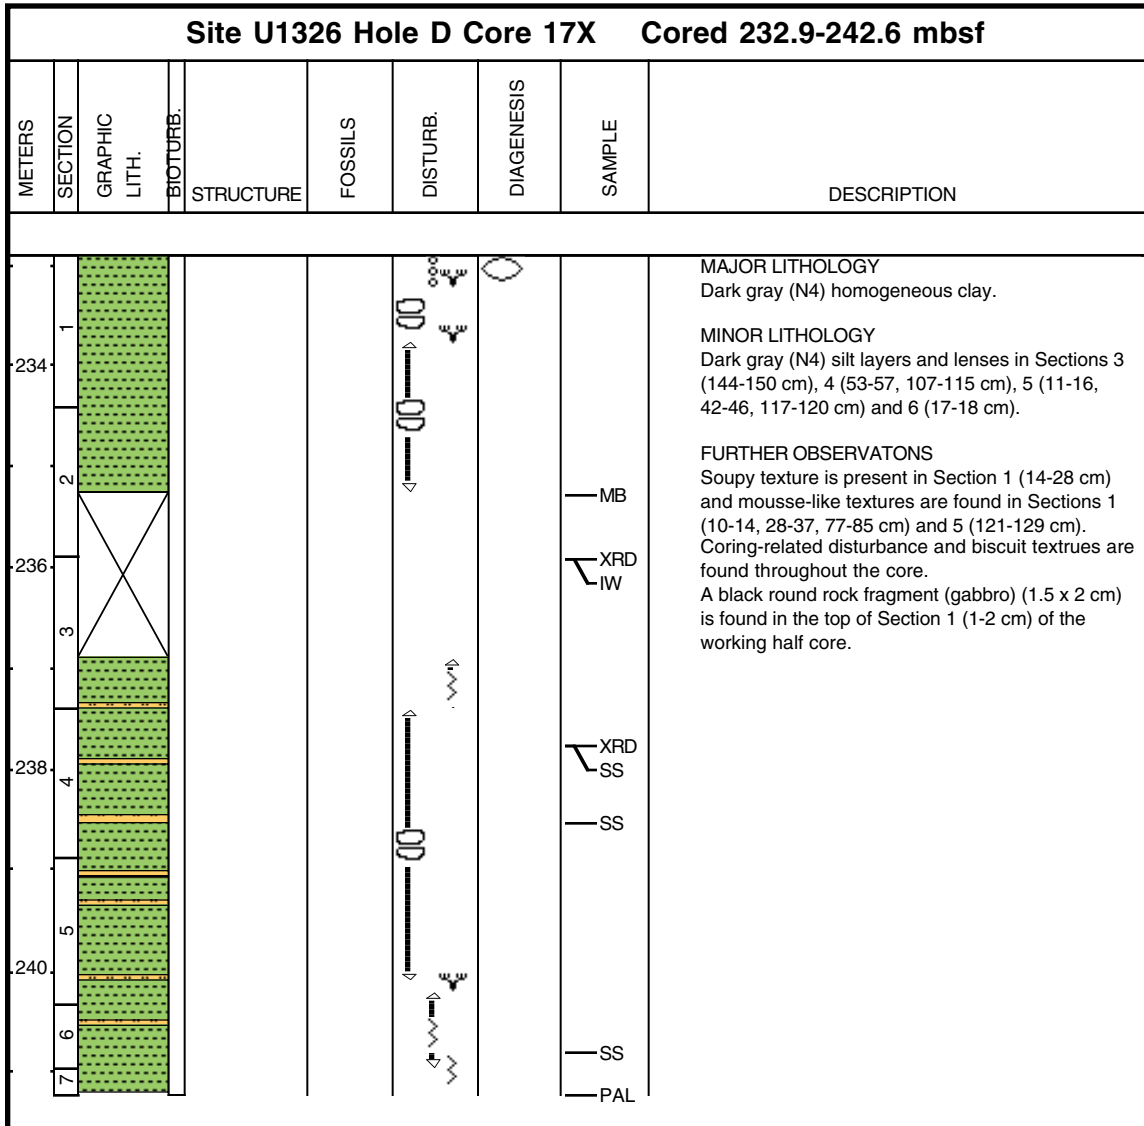 Site U1326 Hole D Core 17X Cored 232.9-242.6 mbsf
METERS
SECTION
GRAPHIC
LITH.
BIOTURB.
STRUCTURE
FOSSILS
DISTURB.
DIAGENESIS
SAMPLE
DESCRIPTION
234
236
238
240
1
2
3
4
5
6
7
MB
XRD
IW
XRD
SS
SS
SS
PAL
MAJOR LITHOLOGY
Dark gray (N4) homogeneous clay.
MINOR LITHOLOGY
Dark gray (N4) silt layers and lenses in Sections 3
(144-150 cm), 4 (53-57, 107-115 cm), 5 (11-16,
42-46, 117-120 cm) and 6 (17-18 cm).
FURTHER OBSERVATONS
Soupy texture is present in Section 1 (14-28 cm)
and mousse-like textures are found in Sections 1
(10-14, 28-37, 77-85 cm) and 5 (121-129 cm).
Coring-related disturbance and biscuit textrues are
found throughout the core.
A black round rock fragment (gabbro) (1.5 x 2 cm)
is found in the top of Section 1 (1-2 cm) of the
working half core.